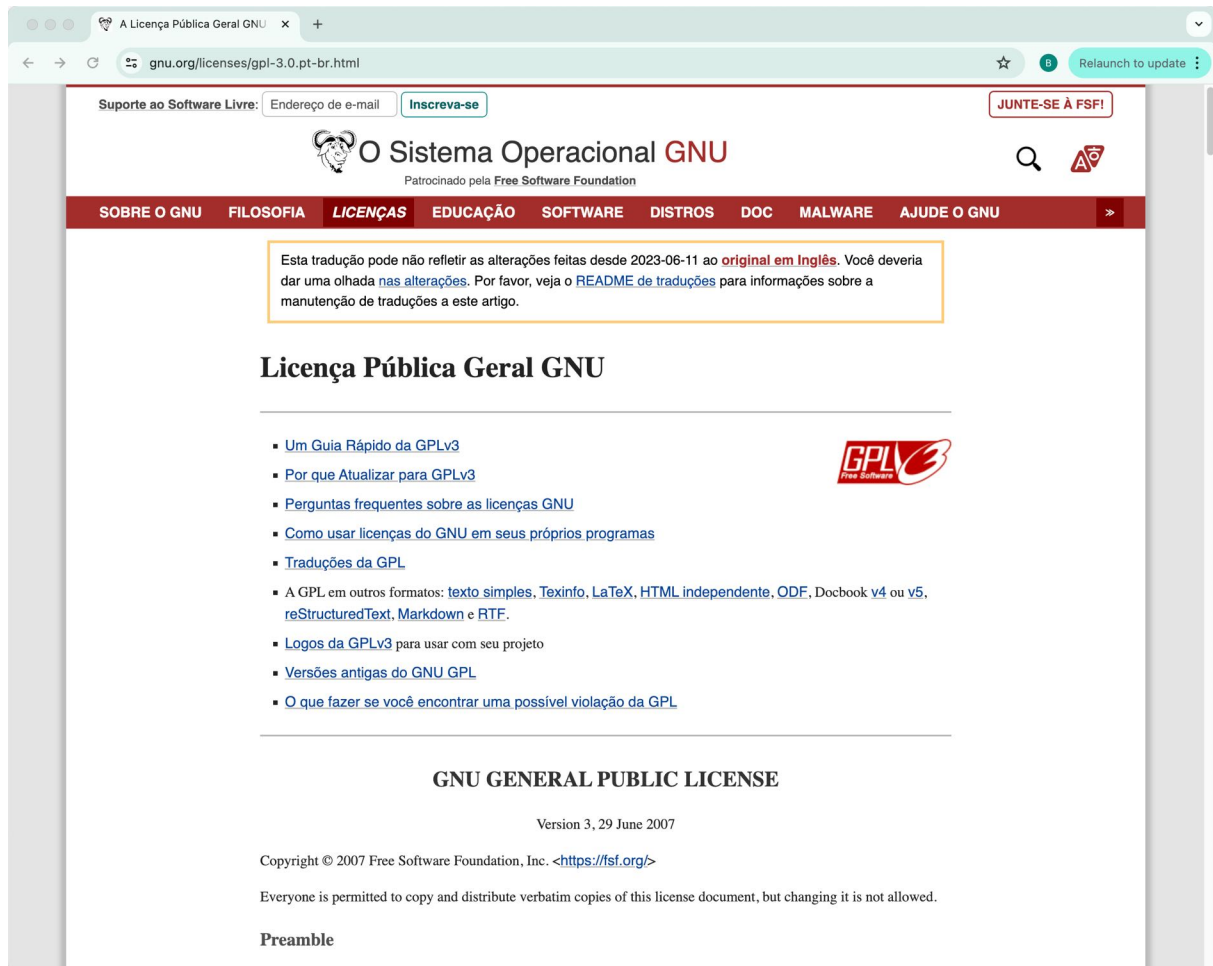 A Licença Pública Geral GNU
gnu.org/licenses/gpl-3.0.pt-br.html
B
Relaunch to update
Suporte ao Software Livre:
Endereço de e-mail
Inscreva-se
JUNTE-SE À FSF!
O Sistema Operacional GNU
Patrocinado pela Free Software Foundation
SOBRE O GNU FILOSOFIA LICENÇAS EDUCAÇÃO SOFTWARE DISTROS DOC MALWARE AJUDE O GNU »
Esta tradução pode não refletir as alterações feitas desde 2023-06-11 ao original em Inglês. Você deveria
dar uma olhada nas alterações. Por favor, veja o README de traduções para informações sobre a
manutenção de traduções a este artigo.
Licença Pública Geral GNU
Um Guia Rápido da GPLv3
GPLv3
Free Software
Por que Atualizar para GPLv3
Perguntas frequentes sobre as licenças GNU
Como usar licenças do GNU em seus próprios programas
Traduções da GPL
A GPL em outros formatos: texto simples, Texinfo, LaTeX, HTML independente, ODF, Docbook v4 ou v5,
reStructuredText, Markdown e RTF.
Logos da GPLv3 para usar com seu projeto
Versões antigas do GNU GPL
O que fazer se você encontrar uma possível violação da GPL
GNU GENERAL PUBLIC LICENSE
Version 3, 29 June 2007
Copyright © 2007 Free Software Foundation, Inc. <https://fsf.org/>
Everyone is permitted to copy and distribute verbatim copies of this license document, but changing it is not allowed.
Preamble